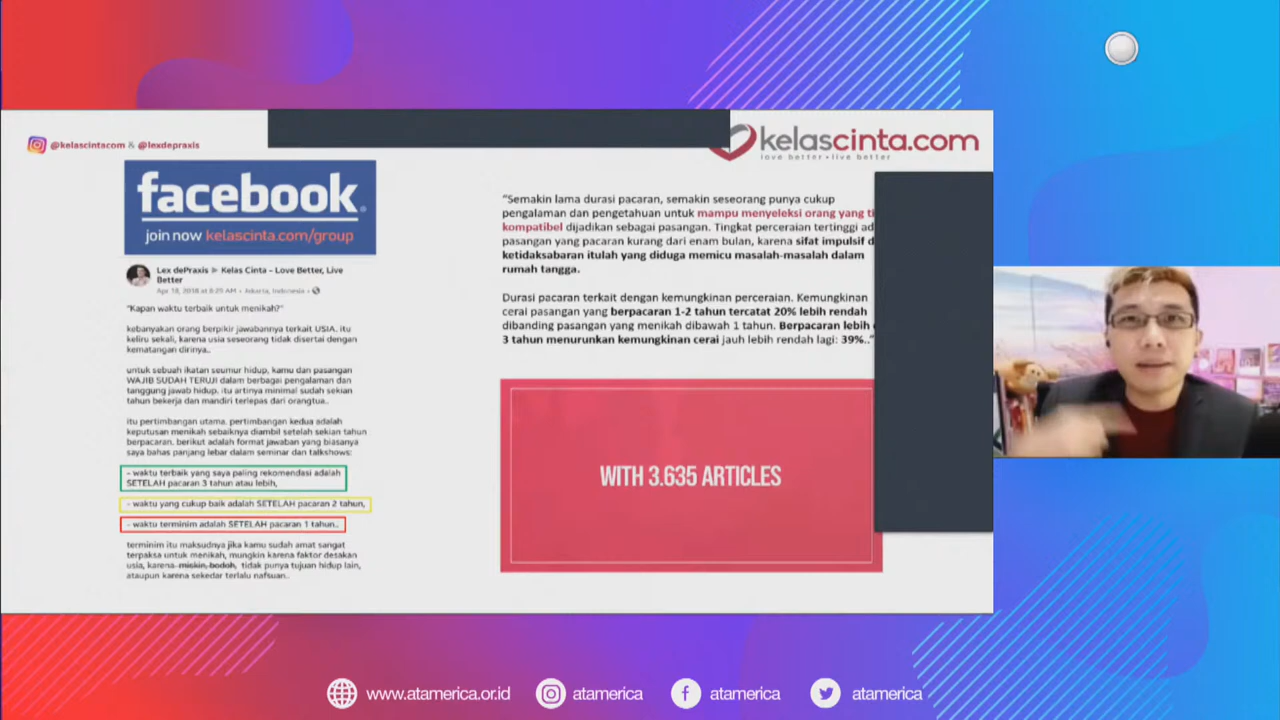 @kelascintacom & @lexdepraxis
kelascinta.com
love better • live better
facebook
join now kelascinta.com/group
Lex dePraxis ▶ Kelas Cinta - Love Better, Live
Better
Apr 18, 2018 at 8:29 AM • Jakarta, Indonesia •
"Kapan waktu terbaik untuk menikah?"
kebanyakan orang berpikir jawabannya terkait USIA. itu
keliru sekali, karena usia seseorang tidak disertai dengan
kematangan dirinya..
untuk sebuah ikatan seumur hidup, kamu dan pasangan
WAJIB SUDAH TERUJI dalam berbagai pengalaman dan
tanggung jawab hidup. itu artinya minimal sudah sekian
tahun bekerja dan mandiri terlepas dari orangtua..
itu pertimbangan utama. pertimbangan kedua adalah
keputusan menikah sebaiknya diambil setelah sekian tahun
berpacaran. berikut adalah format jawaban yang biasanya
saya bahas panjang lebar dalam seminar dan talkshows:
- waktu terbaik yang saya paling rekomendasi adalah
SETELAH pacaran 3 tahun atau lebih,
- waktu yang cukup baik adalah SETELAH pacaran 2 tahun,
- waktu terminim adalah SETELAH pacaran 1 tahun..
terminim itu maksudnya jika kamu sudah amat sangat
terpaksa untuk menikah, mungkin karena faktor desakan
usia, karena miskin, bodoh, tidak punya tujuan hidup lain,
ataupun karena sekedar terlalu nafsuan..
"Semakin lama durasi pacaran, semakin seseorang punya cukup
pengalaman dan pengetahuan untuk mampu menyeleksi orang yang ti
kompatibel dijadikan sebagai pasangan. Tingkat perceraian tertinggi ad
pasangan yang pacaran kurang dari enam bulan, karena sifat impulsif d
ketidaksabaran itulah yang diduga memicu masalah-masalah dalam
rumah tangga.
Durasi pacaran terkait dengan kemungkinan perceraian. Kemungkinan
cerai pasangan yang berpacaran 1-2 tahun tercatat 20% lebih rendah
dibanding pasangan yang menikah dibawah 1 tahun. Berpacaran lebih
3 tahun menurunkan kemungkinan cerai jauh lebih rendah lagi: 39%.."
WITH 3.635 ARTICLES
www.atamerica.or.id
atamerica
atamerica
atamerica